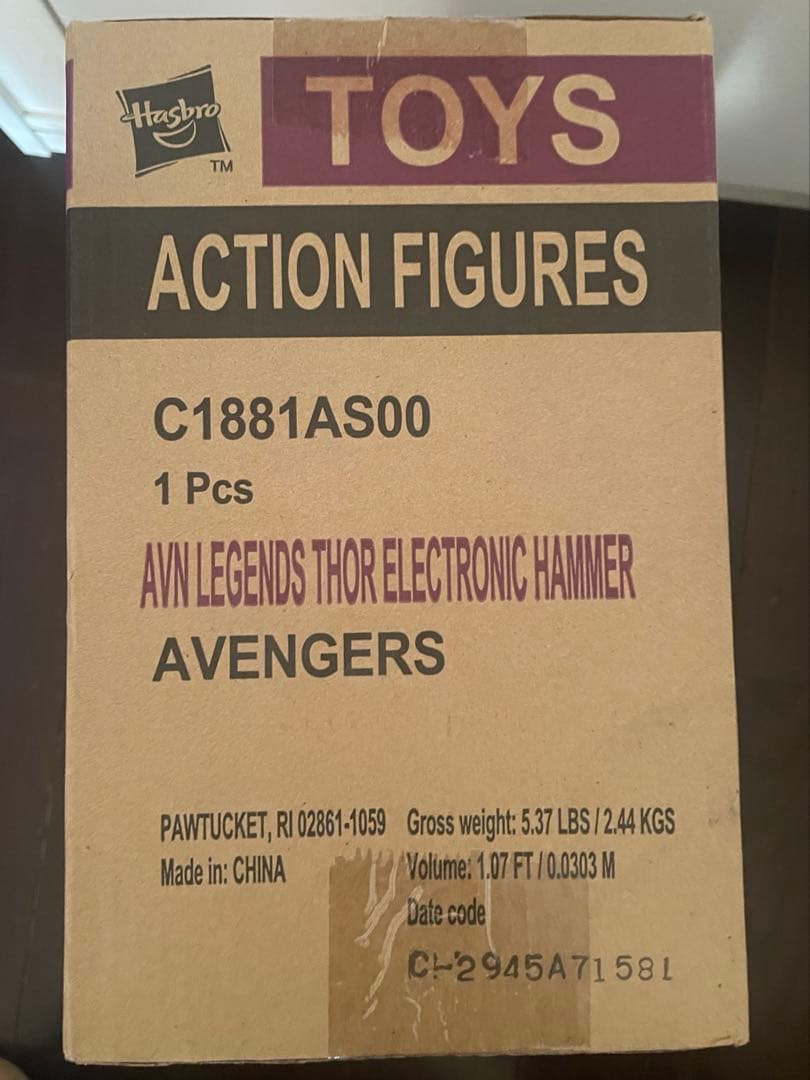 Hasbro
TM
TOYS
ACTION FIGURES
C1881AS00
1 Pcs
AVN LEGENDS THOR ELECTRONIC HAMMER
AVENGERS
PAWTUCKET, RI 02861-1059 Gross weight: 5.37 LBS / 2.44 KGS
Made in: CHINA Volume: 1.07 FT / 0.0303 M
Date code